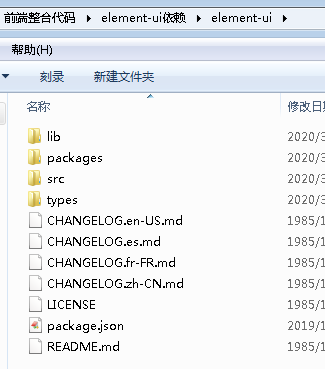 前端整合代码 ▸ element-ui依赖 ▸ element-ui ▸
帮助(H)
刻录 新建文件夹
名称 修改日
lib 2020/3
packages 2020/3
src 2020/3
types 2020/3
CHANGELOG.en-US.md 1985/1
CHANGELOG.es.md 1985/1
CHANGELOG.fr-FR.md 1985/1
CHANGELOG.zh-CN.md 1985/1
LICENSE 1985/1
package.json 2019/1
README.md 1985/1